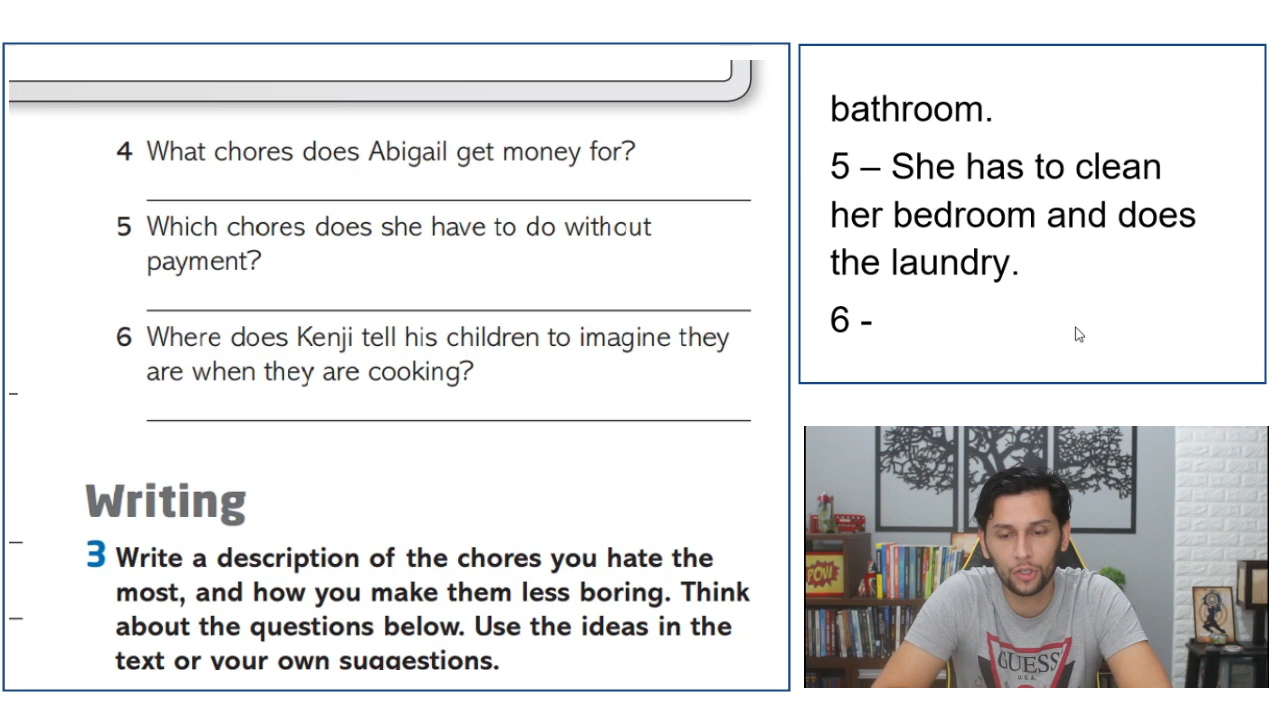 4 What chores does Abigail get money for?
5 Which chores does she have to do without
payment?
6 Where does Kenji tell his children to imagine they
are when they are cooking?
Writing
3 Write a description of the chores you hate the
most, and how you make them less boring. Think
about the questions below. Use the ideas in the
text or your own suggestions.
bathroom.
5 – She has to clean
her bedroom and does
the laundry.
6 -
POW
GUESS
U.S.A.